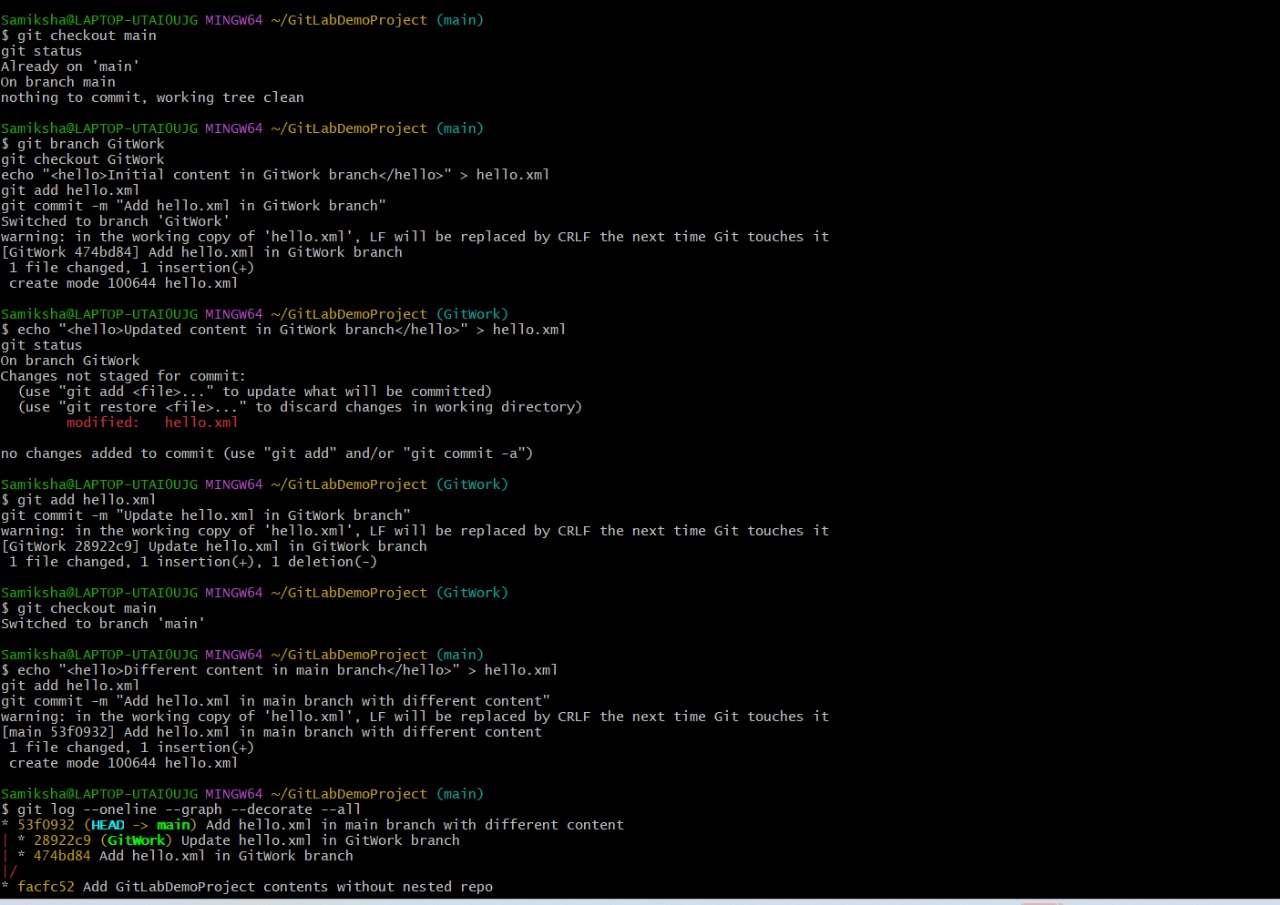 Samiksha@LAPTOP-UTAI0UJG MINGW64 ~/GitLabDemoProject (main)
$ git checkout main
git status
Already on 'main'
On branch main
nothing to commit, working tree clean
Samiksha@LAPTOP-UTAI0UJG MINGW64 ~/GitLabDemoProject (main)
$ git branch GitWork
git checkout GitWork
echo "<hello>Initial content in GitWork branch</hello>" > hello.xml
git add hello.xml
git commit -m "Add hello.xml in GitWork branch"
Switched to branch 'GitWork'
warning: in the working copy of 'hello.xml', LF will be replaced by CRLF the next time Git touches it
[GitWork 474bd84] Add hello.xml in GitWork branch
 1 file changed, 1 insertion(+)
 create mode 100644 hello.xml
Samiksha@LAPTOP-UTAI0UJG MINGW64 ~/GitLabDemoProject (GitWork)
$ echo "<hello>Updated content in GitWork branch</hello>" > hello.xml
git status
On branch GitWork
Changes not staged for commit:
  (use "git add <file>..." to update what will be committed)
  (use "git restore <file>..." to discard changes in working directory)
        modified:   hello.xml
no changes added to commit (use "git add" and/or "git commit -a")
Samiksha@LAPTOP-UTAI0UJG MINGW64 ~/GitLabDemoProject (GitWork)
$ git add hello.xml
git commit -m "Update hello.xml in GitWork branch"
warning: in the working copy of 'hello.xml', LF will be replaced by CRLF the next time Git touches it
[GitWork 28922c9] Update hello.xml in GitWork branch
 1 file changed, 1 insertion(+), 1 deletion(-)
Samiksha@LAPTOP-UTAI0UJG MINGW64 ~/GitLabDemoProject (GitWork)
$ git checkout main
Switched to branch 'main'
Samiksha@LAPTOP-UTAI0UJG MINGW64 ~/GitLabDemoProject (main)
$ echo "<hello>Different content in main branch</hello>" > hello.xml
git add hello.xml
git commit -m "Add hello.xml in main branch with different content"
warning: in the working copy of 'hello.xml', LF will be replaced by CRLF the next time Git touches it
[main 53f0932] Add hello.xml in main branch with different content
 1 file changed, 1 insertion(+)
 create mode 100644 hello.xml
Samiksha@LAPTOP-UTAI0UJG MINGW64 ~/GitLabDemoProject (main)
$ git log --oneline --graph --decorate --all
* 53f0932 (HEAD -> main) Add hello.xml in main branch with different content
| * 28922c9 (GitWork) Update hello.xml in GitWork branch
| * 474bd84 Add hello.xml in GitWork branch
|/
* facfc52 Add GitLabDemoProject contents without nested repo